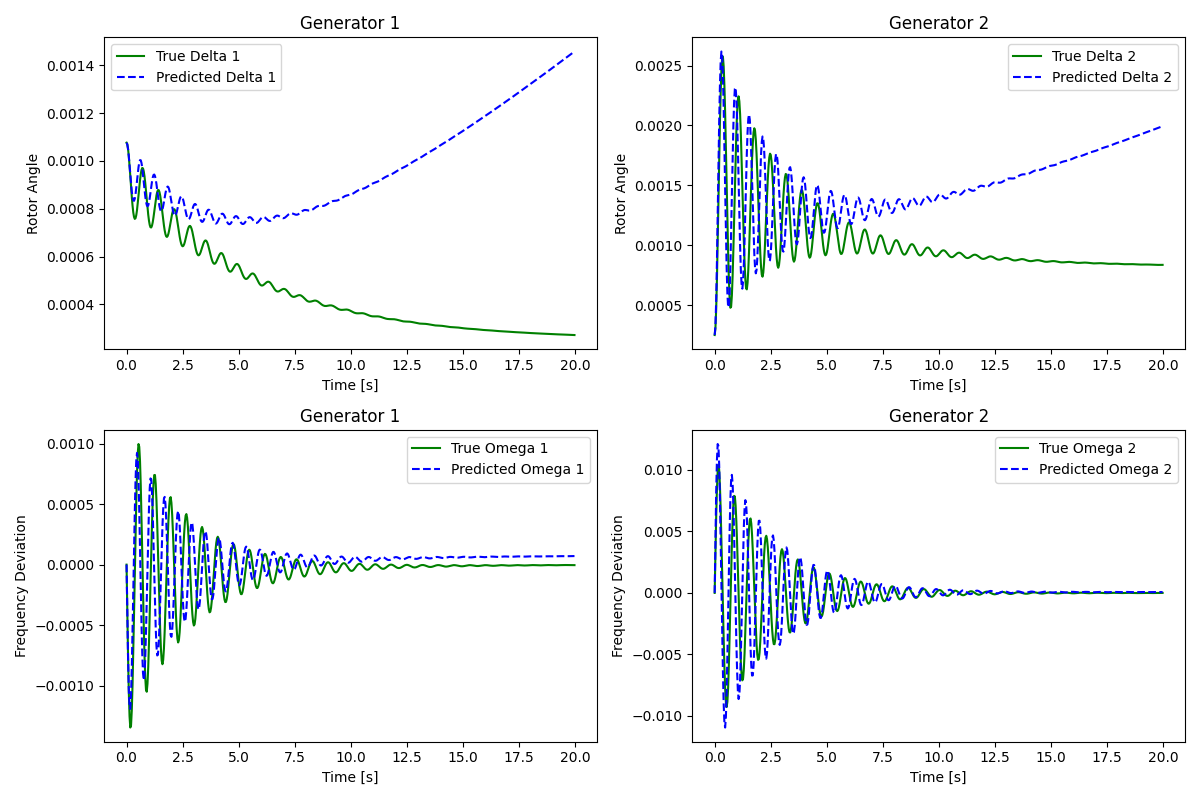 Generator 1
True Delta 1
Predicted Delta 1
Rotor Angle
0.0014
0.0012
0.0010
0.0008
0.0006
0.0004
0.0 2.5 5.0 7.5 10.0 12.5 15.0 17.5 20.0
Time [s]
Generator 2
True Delta 2
Predicted Delta 2
Rotor Angle
0.0025
0.0020
0.0015
0.0010
0.0005
0.0 2.5 5.0 7.5 10.0 12.5 15.0 17.5 20.0
Time [s]
Generator 1
True Omega 1
Predicted Omega 1
Frequency Deviation
0.0010
0.0005
0.0000
−0.0005
−0.0010
0.0 2.5 5.0 7.5 10.0 12.5 15.0 17.5 20.0
Time [s]
Generator 2
True Omega 2
Predicted Omega 2
Frequency Deviation
0.010
0.005
0.000
−0.005
−0.010
0.0 2.5 5.0 7.5 10.0 12.5 15.0 17.5 20.0
Time [s]